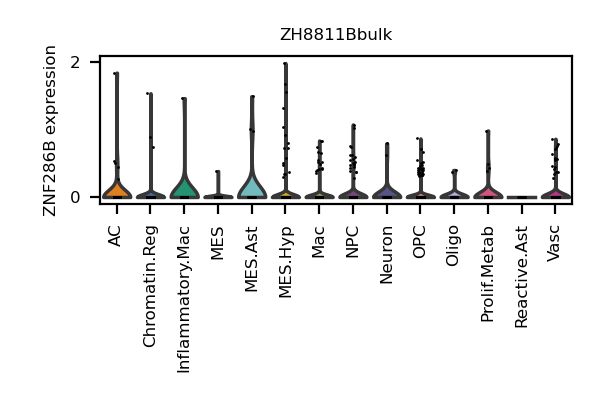 ZH8811Bbulk
ZNF286B expression
2
0
AC
Chromatin.Reg
Inflammatory.Mac
MES
MES.Ast
MES.Hyp
Mac
NPC
Neuron
OPC
Oligo
Prolif.Metab
Reactive.Ast
Vasc